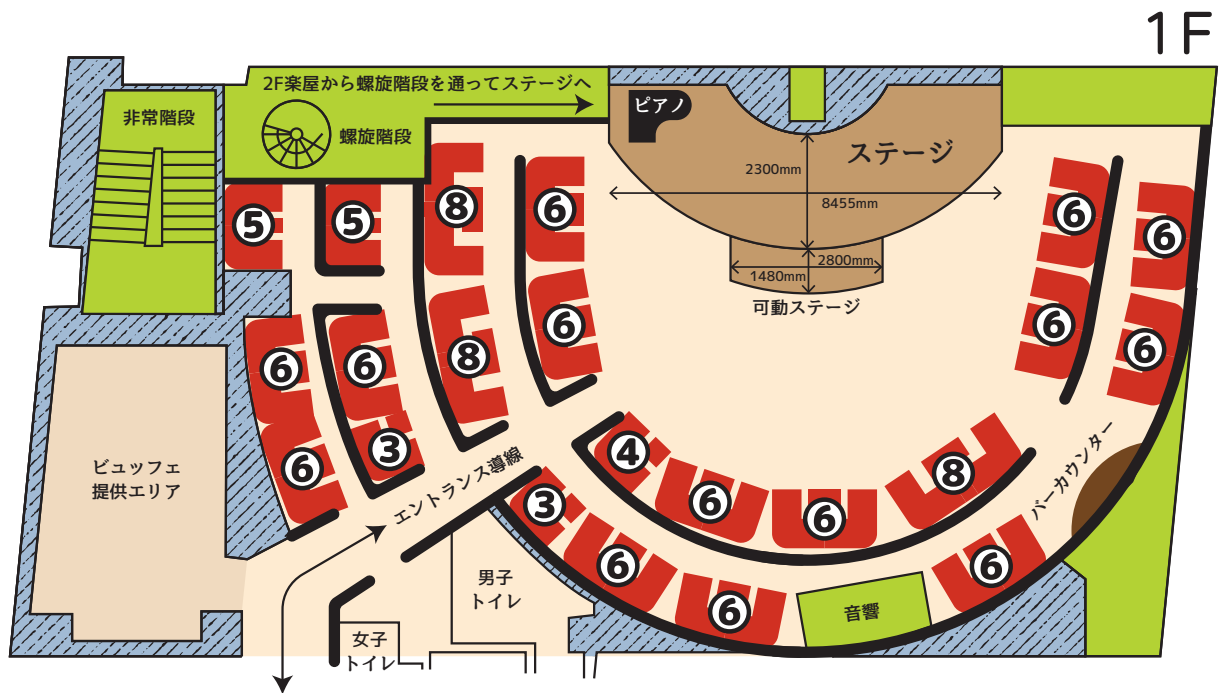 1F
2F楽屋から螺旋階段を通ってステージへ
非常階段
螺旋階段
ピアノ
ステージ
2300mm
8455mm
2800mm
1480mm
可動ステージ
5
5
8
6
6
6
6
8
6
6
6
6
6
3
6
4
6
6
8
3
6
6
6
エントランス導線
バーカウンター
ビュッフェ
提供エリア
音響
男子
トイレ
女子
トイレ